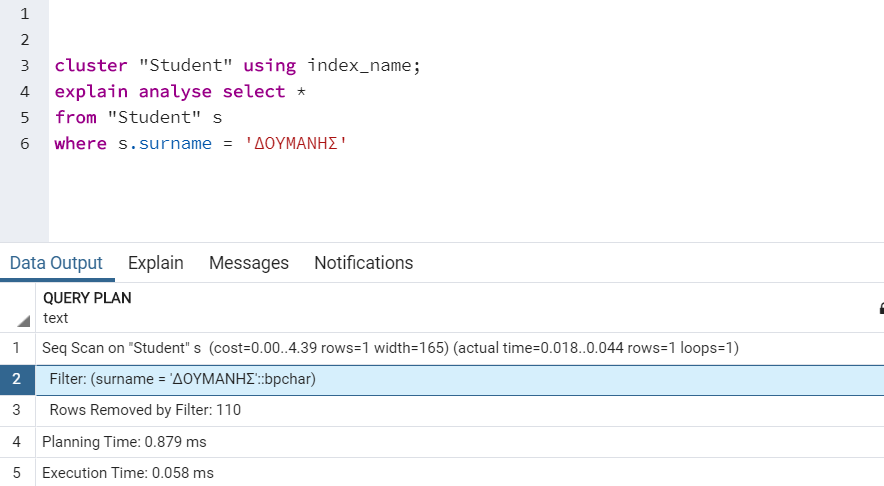 1
2
3 cluster "Student" using index_name;
4 explain analyse select *
5 from "Student" s
6 where s.surname = 'ΔΟΥΜΑΝΗΣ'
Data Output Explain Messages Notifications
QUERY PLAN
text
1 Seq Scan on "Student" s (cost=0.00..4.39 rows=1 width=165) (actual time=0.018..0.044 rows=1 loops=1)
2 Filter: (surname = 'ΔΟΥΜΑΝΗΣ'::bpchar)
3 Rows Removed by Filter: 110
4 Planning Time: 0.879 ms
5 Execution Time: 0.058 ms